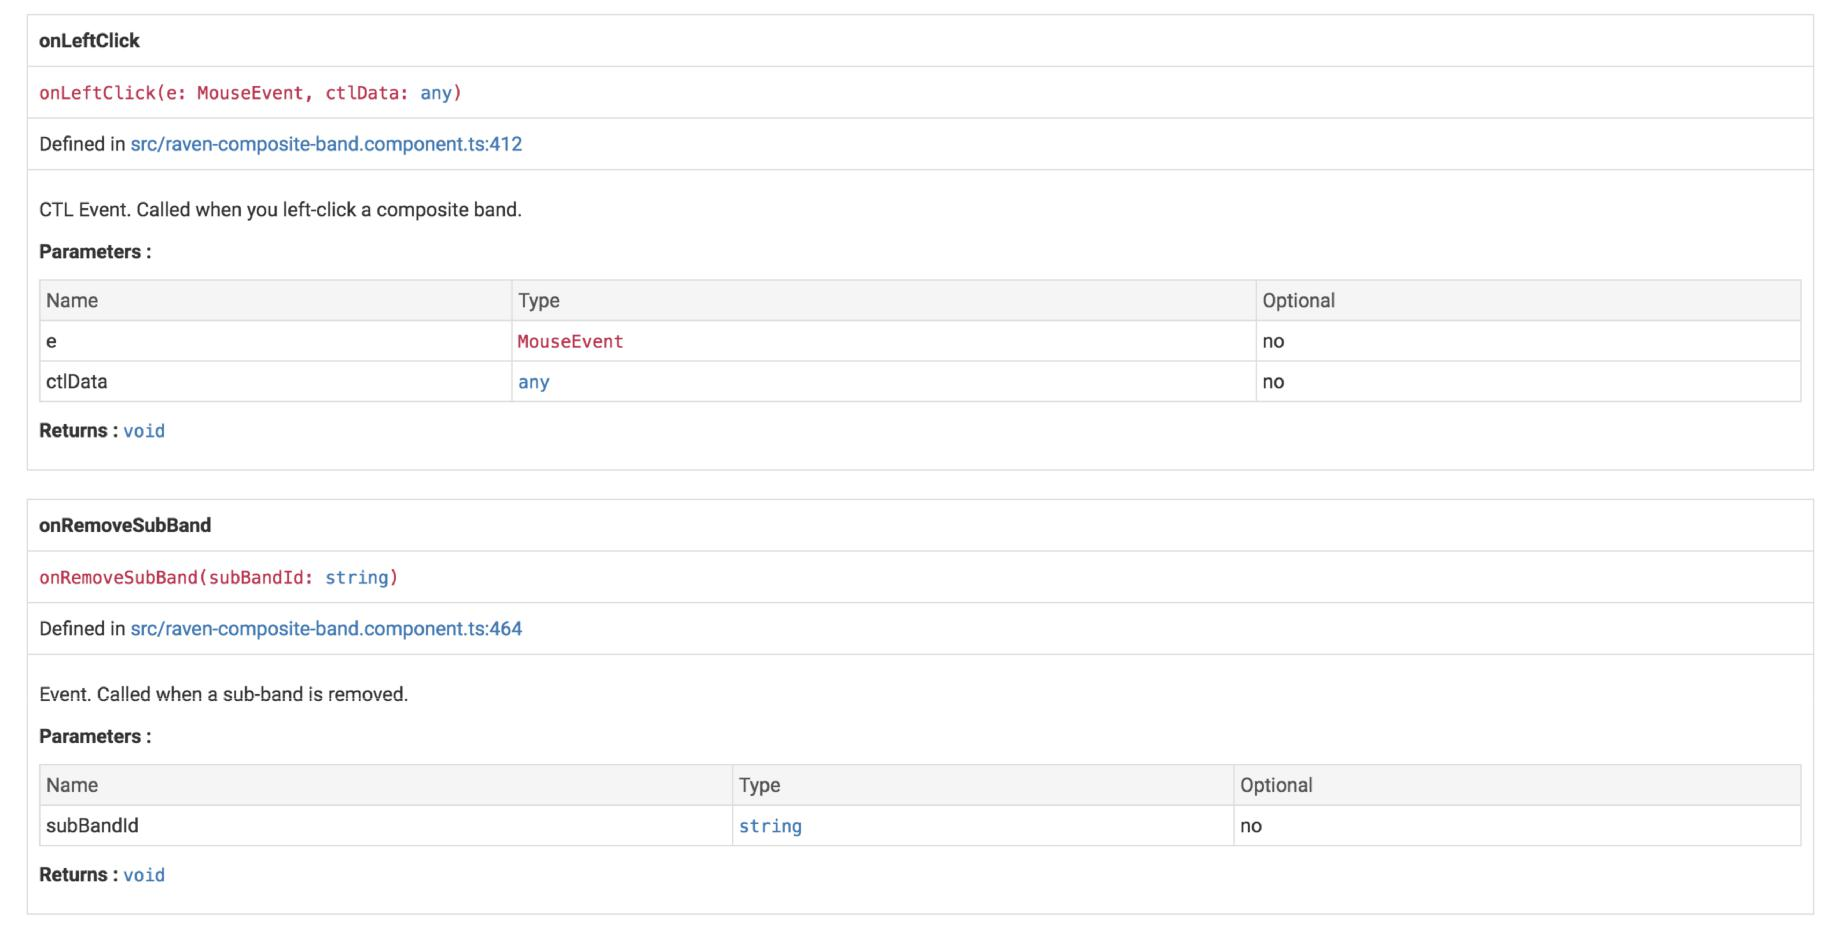 onLeftClick
onLeftClick(e: MouseEvent, ctlData: any)
Defined in src/raven-composite-band.component.ts:412
CTL Event. Called when you left-click a composite band.
Parameters :
Name Type Optional
e MouseEvent no
ctlData any no
Returns : void
onRemoveSubBand
onRemoveSubBand(subBandId: string)
Defined in src/raven-composite-band.component.ts:464
Event. Called when a sub-band is removed.
Parameters :
Name Type Optional
subBandId string no
Returns : void